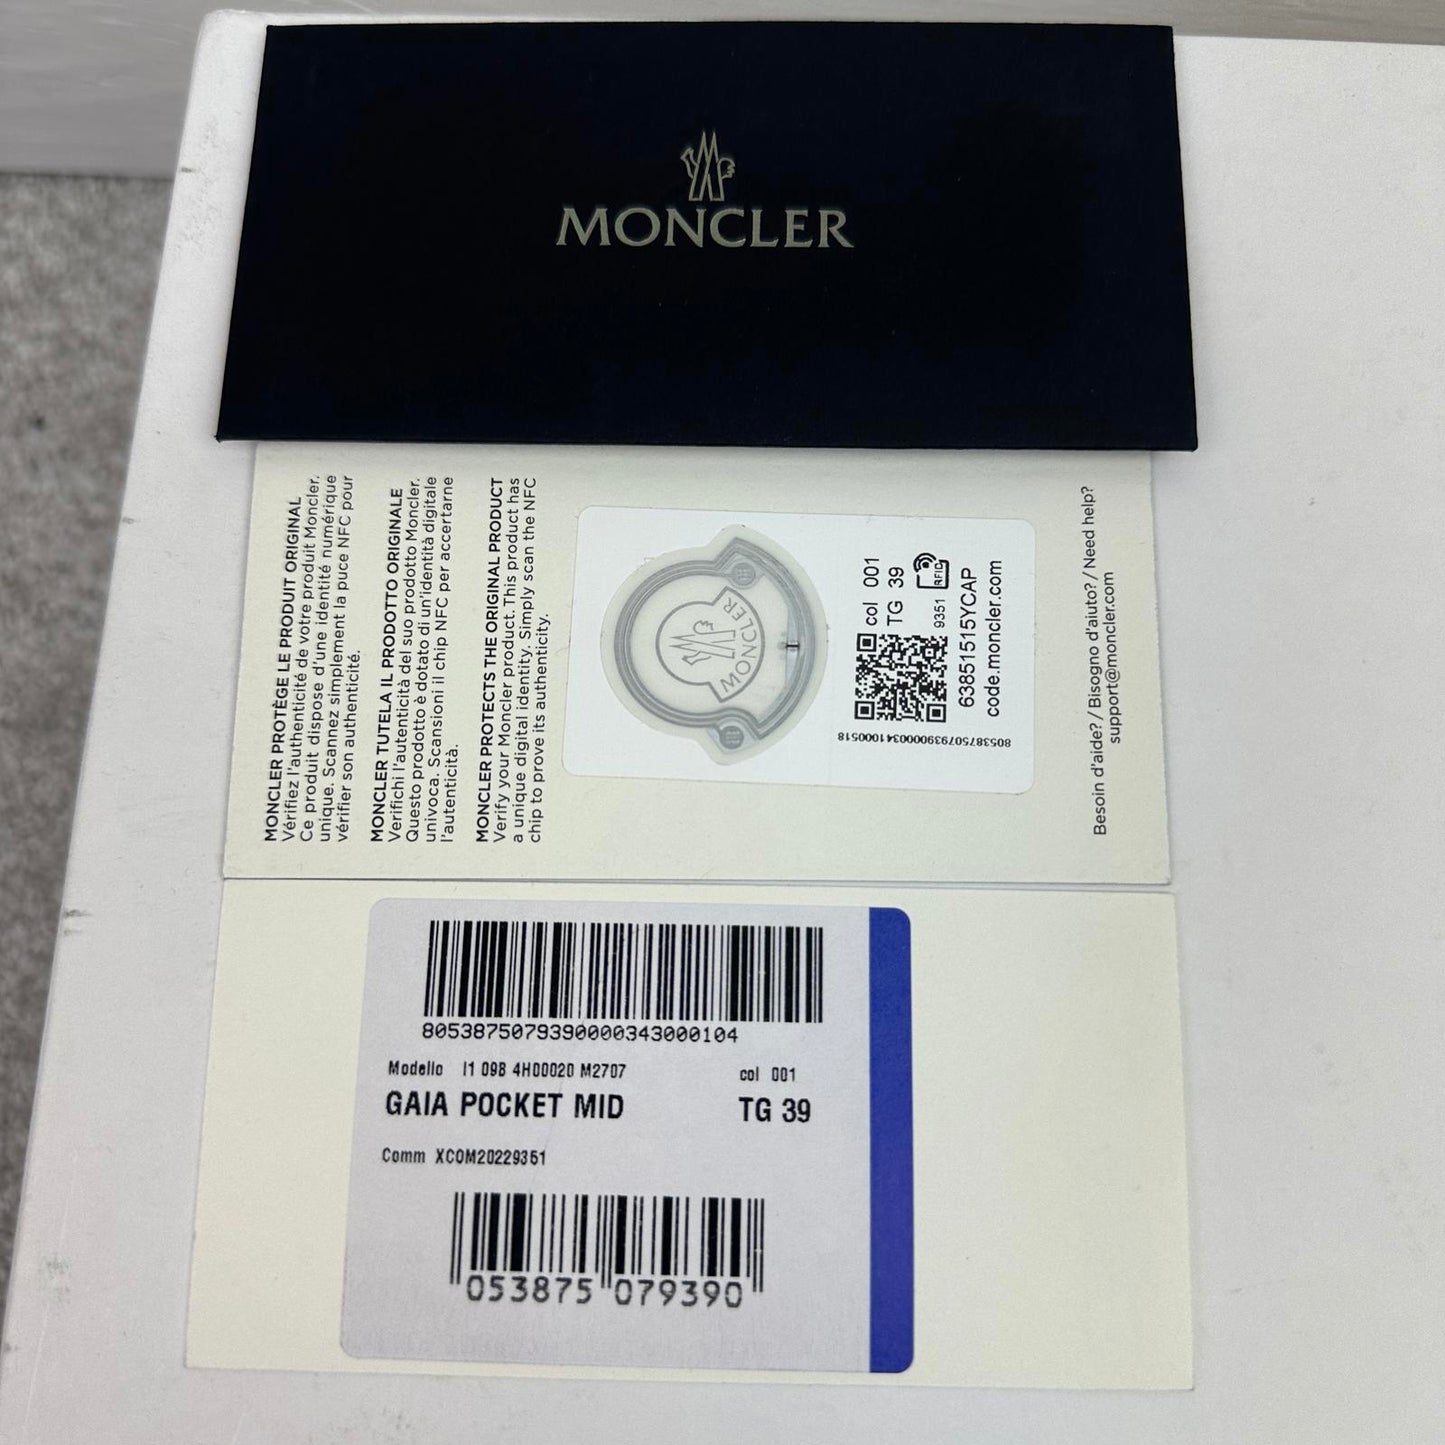 MONCLER
MONCLER PROTÈGE LE PRODUIT ORIGINAL
Vérifiez l'authenticité de votre produit Moncler.
Ce produit dispose d'une identité numérique
unique. Scannez simplement la puce NFC pour
vérifier son authenticité.
MONCLER TUTELA IL PRODOTTO ORIGINALE
Verifichi l'autenticità del suo prodotto Moncler.
Questo prodotto è dotato di un'identità digitale
univoca. Scansioni il chip NFC per accertarne
l'autenticità.
MONCLER PROTECTS THE ORIGINAL PRODUCT
Verify your Moncler product. This product has
a unique digital identity. Simply scan the NFC
chip to prove its authenticity.
MONCLER
col 001
TG 39
9351
RFID
63851515YCAP
code.moncler.com
8053875079390000341000518
Besoin d'aide? / Bisogno d'aiuto? / Need help?
support@moncler.com
8053875079390000343000104
Modello I1 09B 4H00020 M2707
col 001
GAIA POCKET MID
TG 39
Comm XCOM20229351
053875 079390